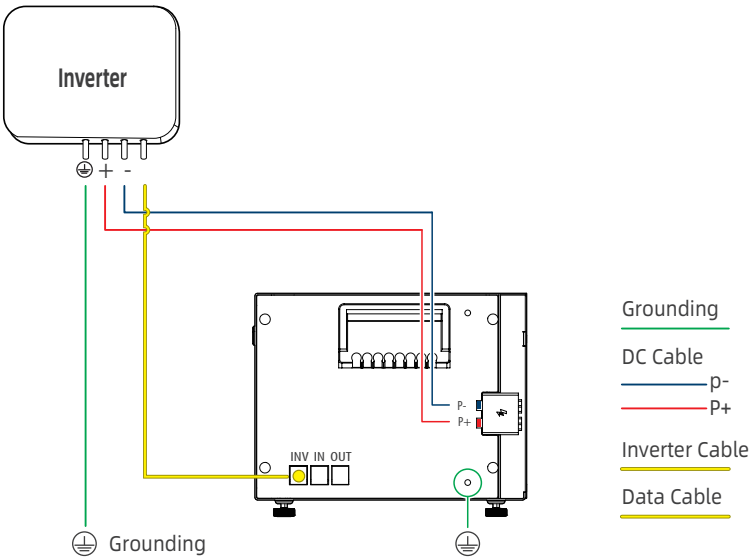 Inverter
+ -
P-
P+
INV IN OUT
Grounding
Grounding
DC Cable
p-
P+
Inverter Cable
Data Cable